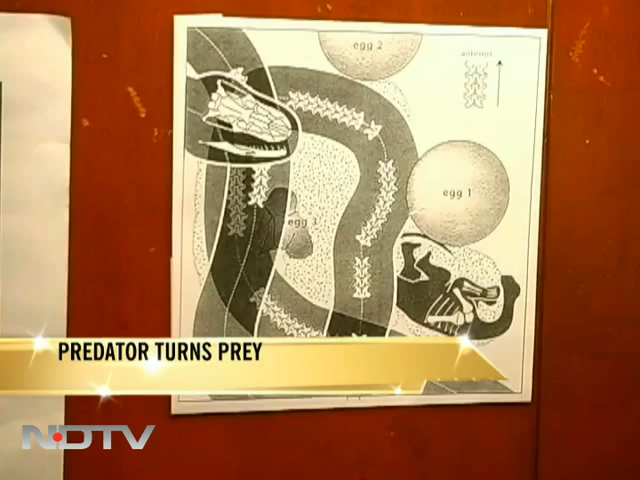 egg 2
anterior
egg 1
egg 3
PREDATOR TURNS PREY
NDTV